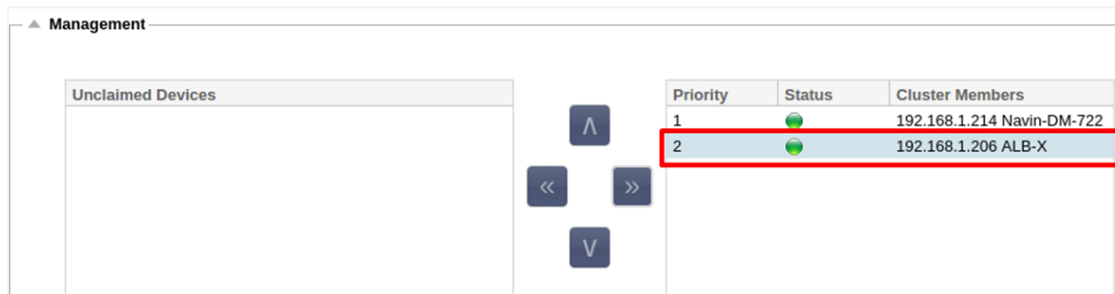 Management
Unclaimed Devices
Priority Status Cluster Members
1 192.168.1.214 Navin-DM-722
2 192.168.1.206 ALB-X